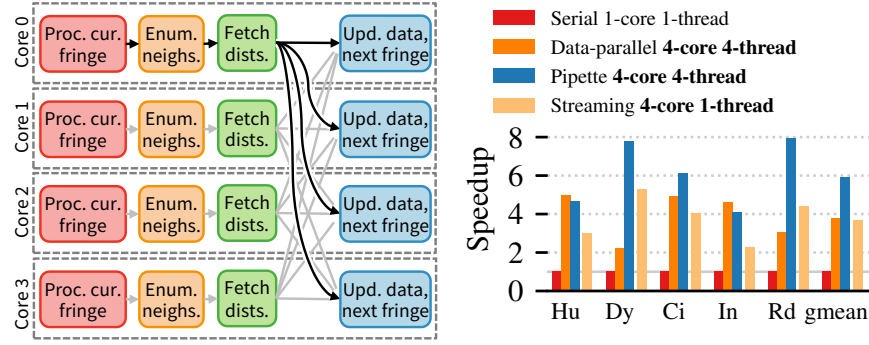 Core 0
Proc. cur.
fringe
Enum.
neighs.
Fetch
dists.
Upd. data,
next fringe
Core 1
Proc. cur.
fringe
Enum.
neighs.
Fetch
dists.
Upd. data,
next fringe
Core 2
Proc. cur.
fringe
Enum.
neighs.
Fetch
dists.
Upd. data,
next fringe
Core 3
Proc. cur.
fringe
Enum.
neighs.
Fetch
dists.
Upd. data,
next fringe
Serial 1-core 1-thread
Data-parallel 4-core 4-thread
Pipette 4-core 4-thread
Streaming 4-core 1-thread
Speedup
8
6
4
2
0
Hu Dy Ci In Rd gmean